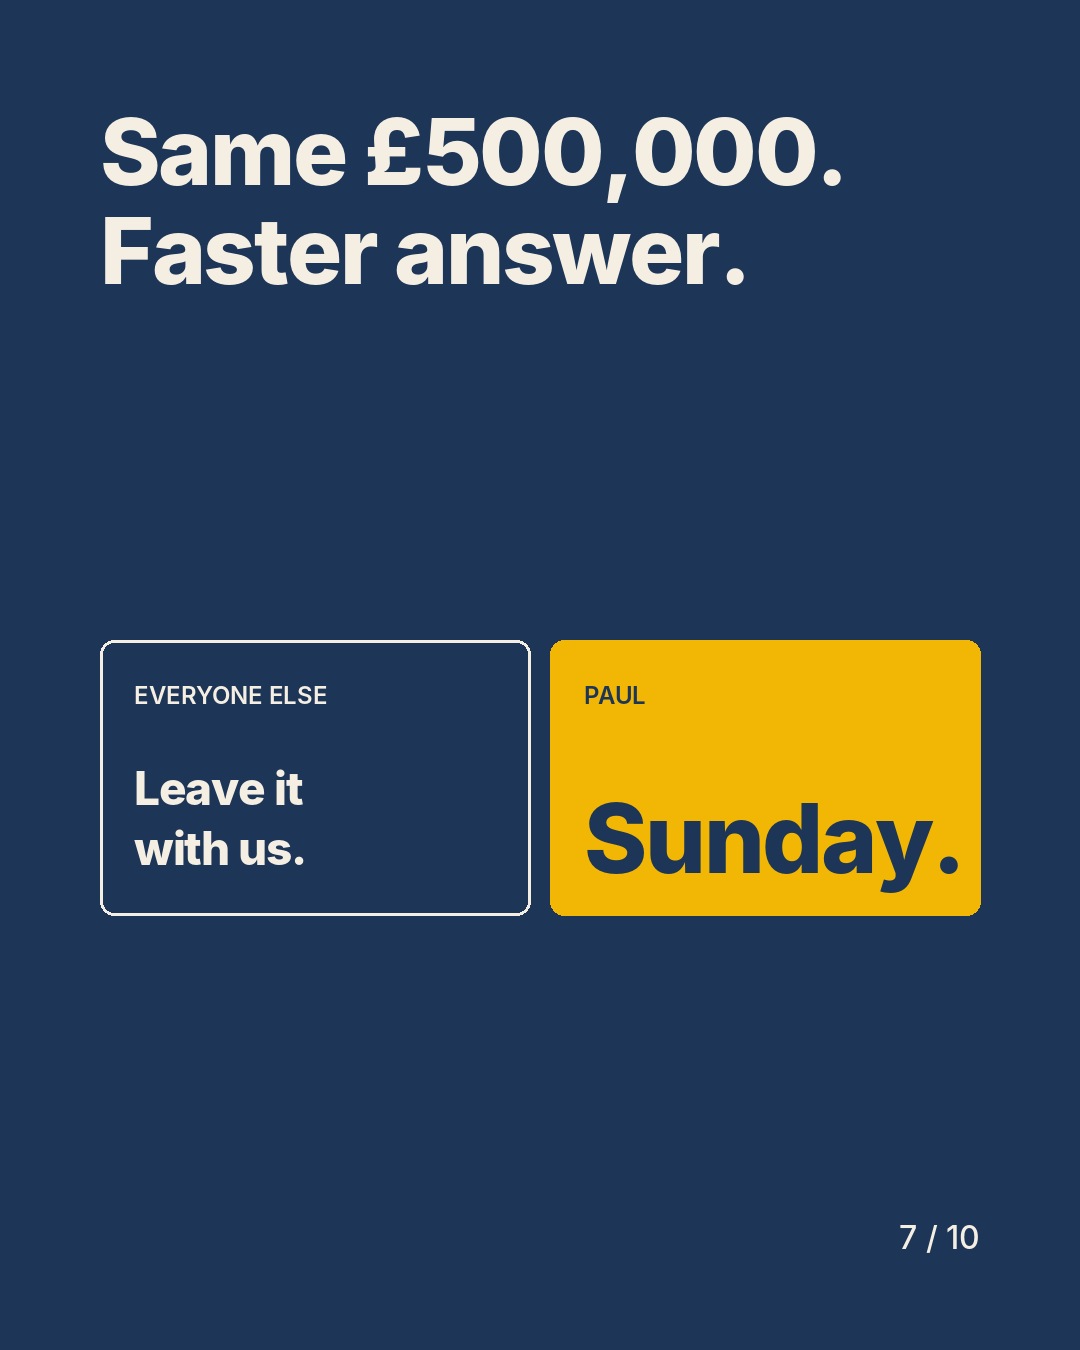 Same £500,000.
Faster answer.
EVERYONE ELSE
Leave it
with us.
PAUL
Sunday.
7 / 10